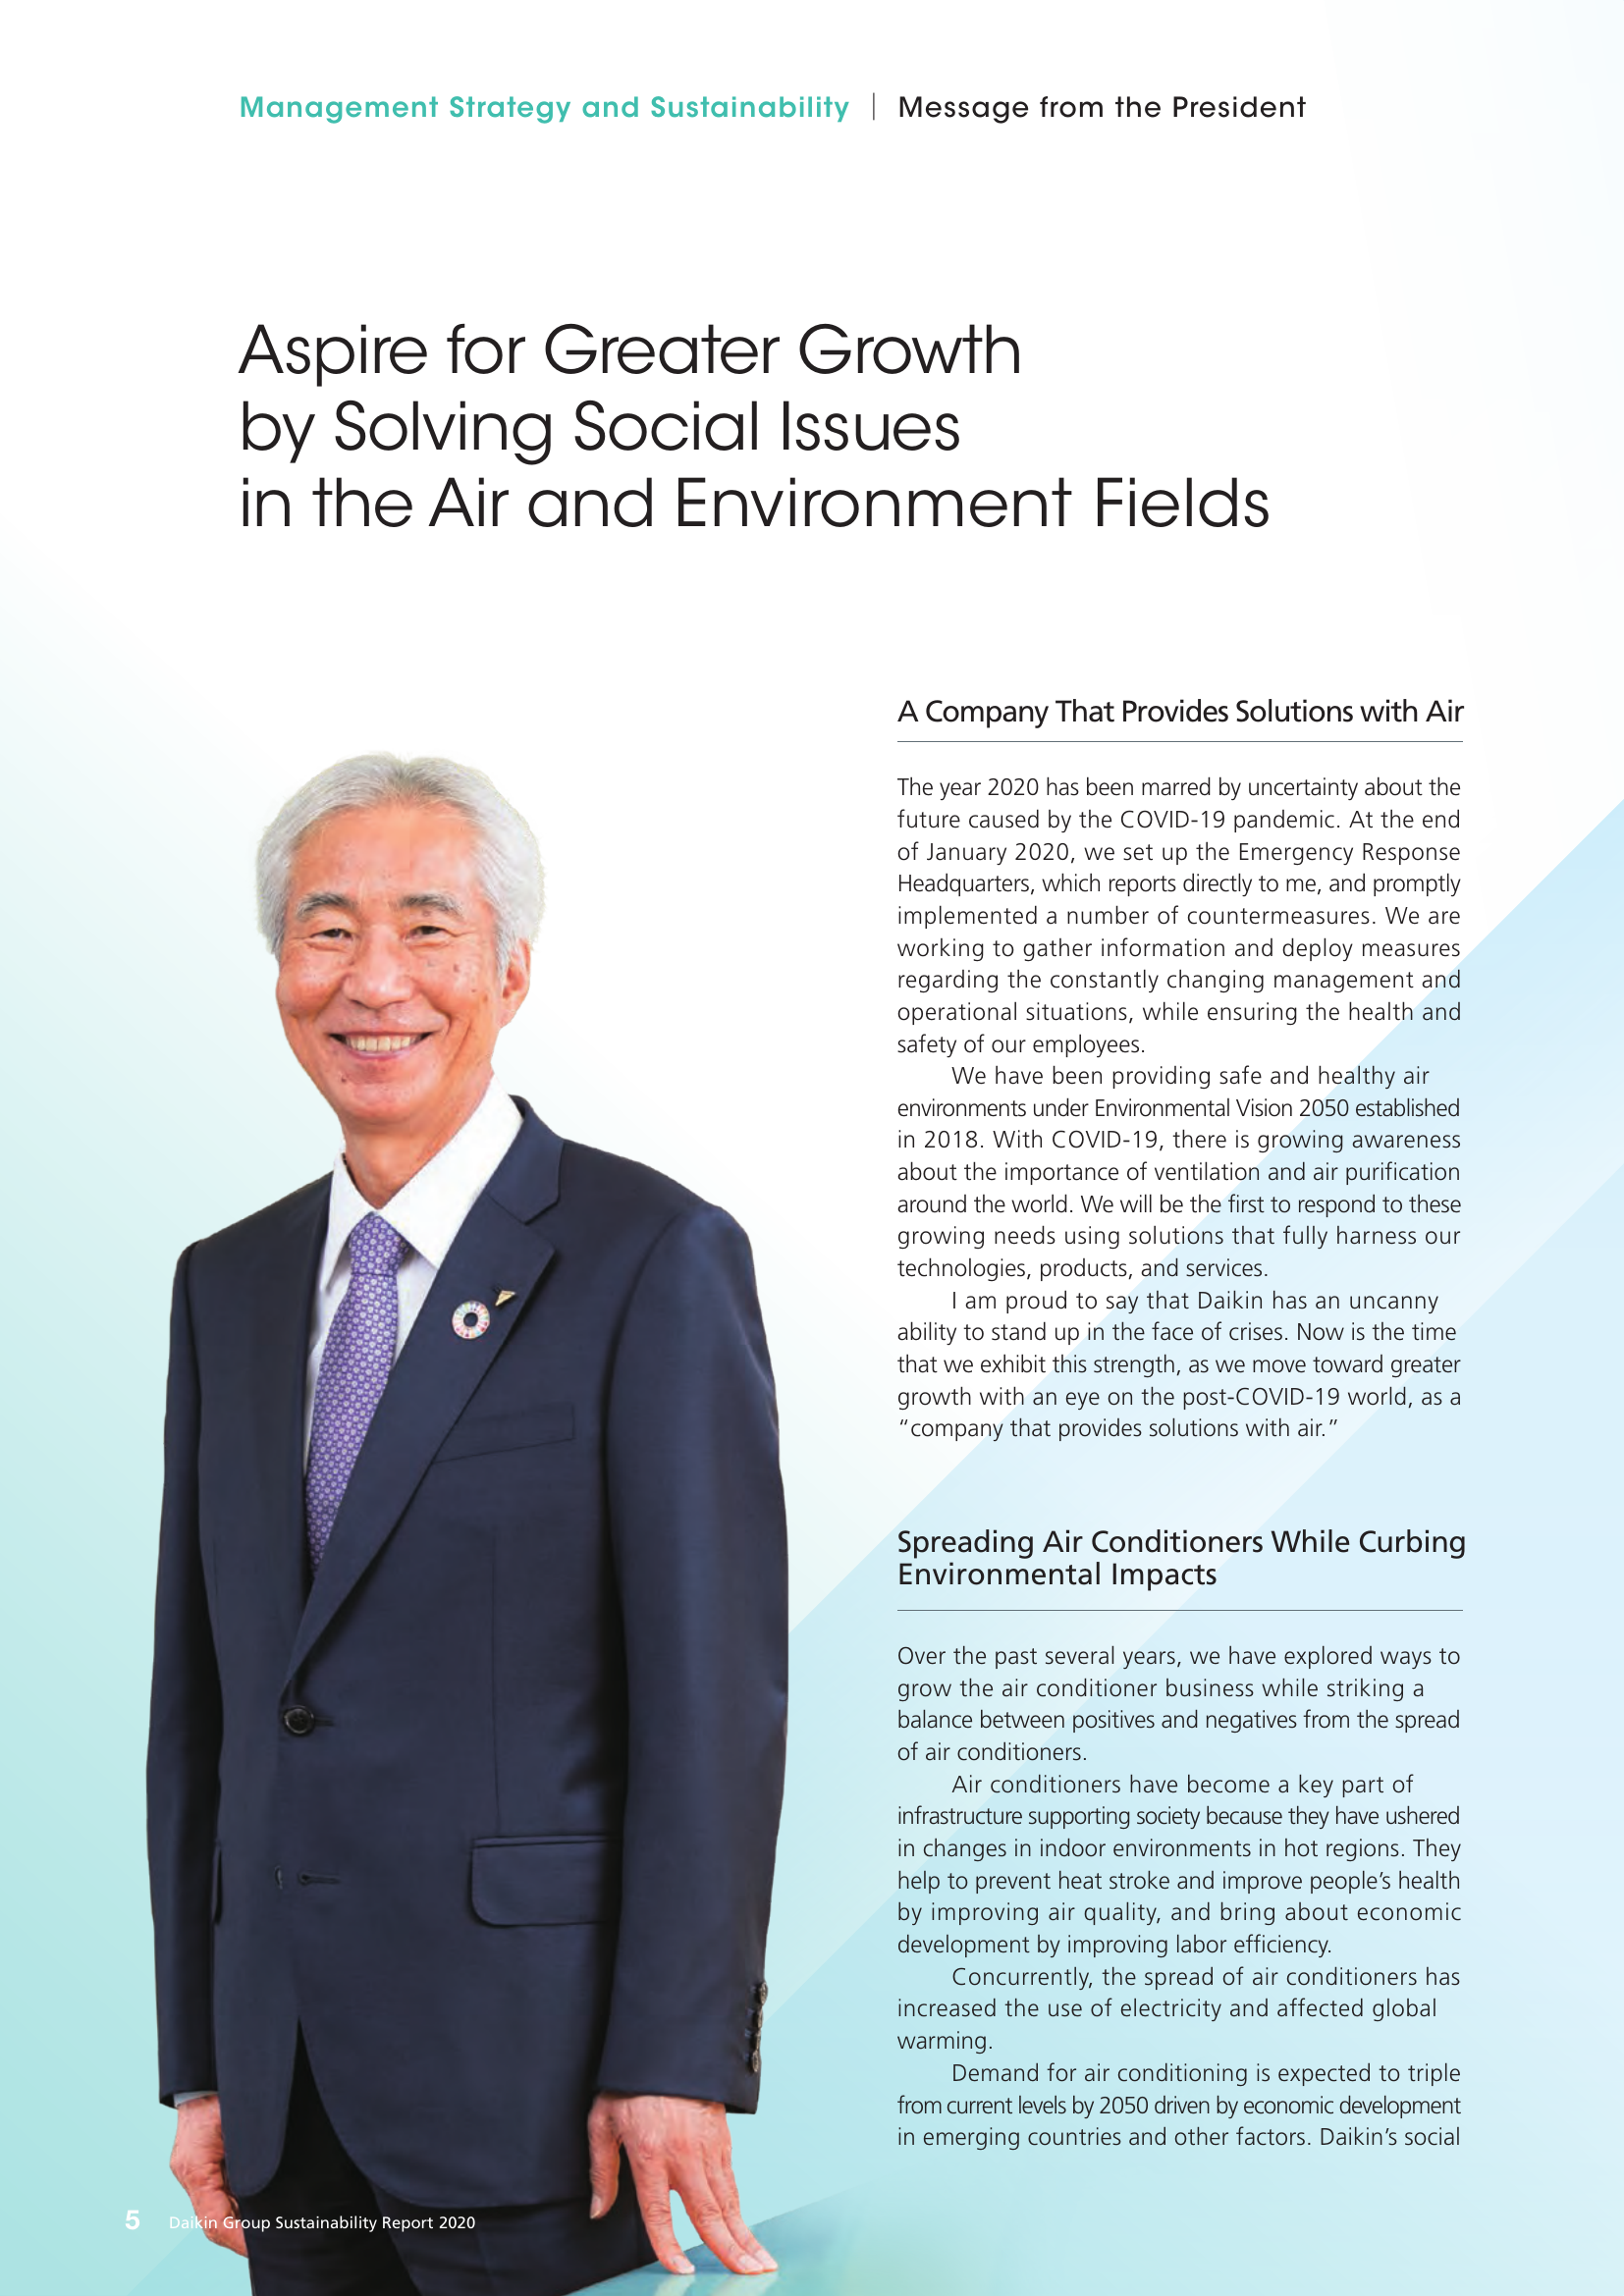 Management Strategy and Sustainability | Message from the President
Aspire for Greater Growth
by Solving Social Issues
in the Air and Environment Fields
A Company That Provides Solutions with Air
The year 2020 has been marred by uncertainty about the
future caused by the COVID-19 pandemic. At the end
of January 2020, we set up the Emergency Response
Headquarters, which reports directly to me, and promptly
implemented a number of countermeasures. We are
working to gather information and deploy measures
regarding the constantly changing management and
operational situations, while ensuring the health and
safety of our employees.
We have been providing safe and healthy air
environments under Environmental Vision 2050 established
in 2018. With COVID-19, there is growing awareness
about the importance of ventilation and air purification
around the world. We will be the first to respond to these
growing needs using solutions that fully harness our
technologies, products, and services.
I am proud to say that Daikin has an uncanny
ability to stand up in the face of crises. Now is the time
that we exhibit this strength, as we move toward greater
growth with an eye on the post-COVID-19 world, as a
“company that provides solutions with air.”
Spreading Air Conditioners While Curbing
Environmental Impacts
Over the past several years, we have explored ways to
grow the air conditioner business while striking a
balance between positives and negatives from the spread
of air conditioners.
Air conditioners have become a key part of
infrastructure supporting society because they have ushered
in changes in indoor environments in hot regions. They
help to prevent heat stroke and improve people’s health
by improving air quality, and bring about economic
development by improving labor efficiency.
Concurrently, the spread of air conditioners has
increased the use of electricity and affected global
warming.
Demand for air conditioning is expected to triple
from current levels by 2050 driven by economic development
in emerging countries and other factors. Daikin’s social
5 Daikin Group Sustainability Report 2020